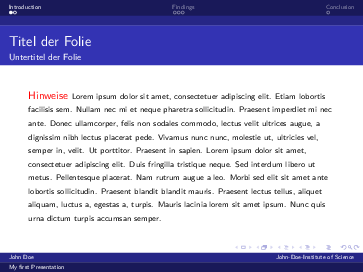 Introduction Findings Conclusion
Titel der Folie
Untertitel der Folie
Hinweise Lorem ipsum dolor sit amet, consectetuer adipiscing elit. Etiam lobortis
facilisis sem. Nullam nec mi et neque pharetra sollicitudin. Praesent imperdiet mi nec
ante. Donec ullamcorper, felis non sodales commodo, lectus velit ultrices augue, a
dignissim nibh lectus placerat pede. Vivamus nunc nunc, molestie ut, ultricies vel,
semper in, velit. Ut porttitor. Praesent in sapien. Lorem ipsum dolor sit amet,
consectetuer adipiscing elit. Duis fringilla tristique neque. Sed interdum libero ut
metus. Pellentesque placerat. Nam rutrum augue a leo. Morbi sed elit sit amet ante
lobortis sollicitudin. Praesent blandit blandit mauris. Praesent lectus tellus, aliquet
aliquam, luctus a, egestas a, turpis. Mauris lacinia lorem sit amet ipsum. Nunc quis
urna dictum turpis accumsan semper.
John Doe John-Doe-Institute of Science
My first Presentation